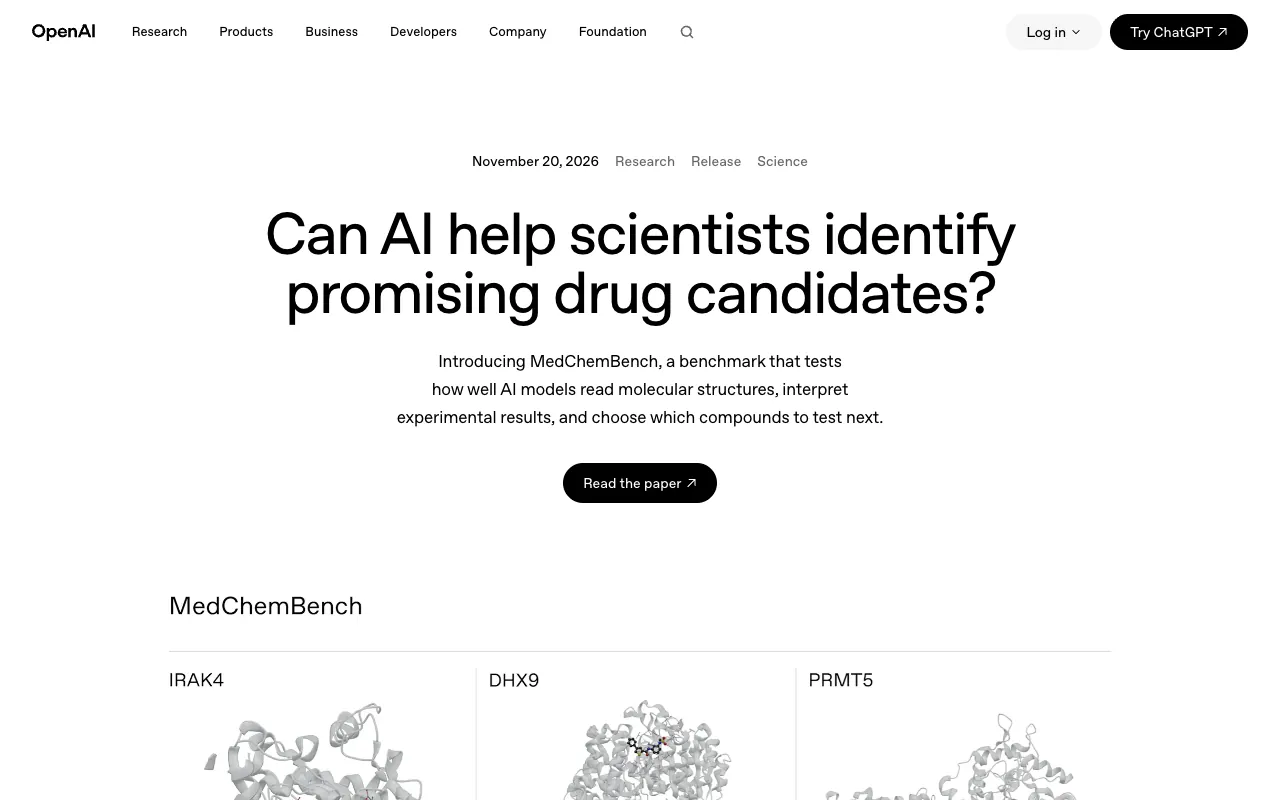 OpenAI
Research
Products
Business
Developers
Company
Foundation
Log in
Try ChatGPT ↗
November 20, 2026
Research
Release
Science
Can AI help scientists identify
promising drug candidates?
Introducing MedChemBench, a benchmark that tests
how well AI models read molecular structures, interpret
experimental results, and choose which compounds to test next.
Read the paper ↗
MedChemBench
IRAK4
DHX9
PRMT5